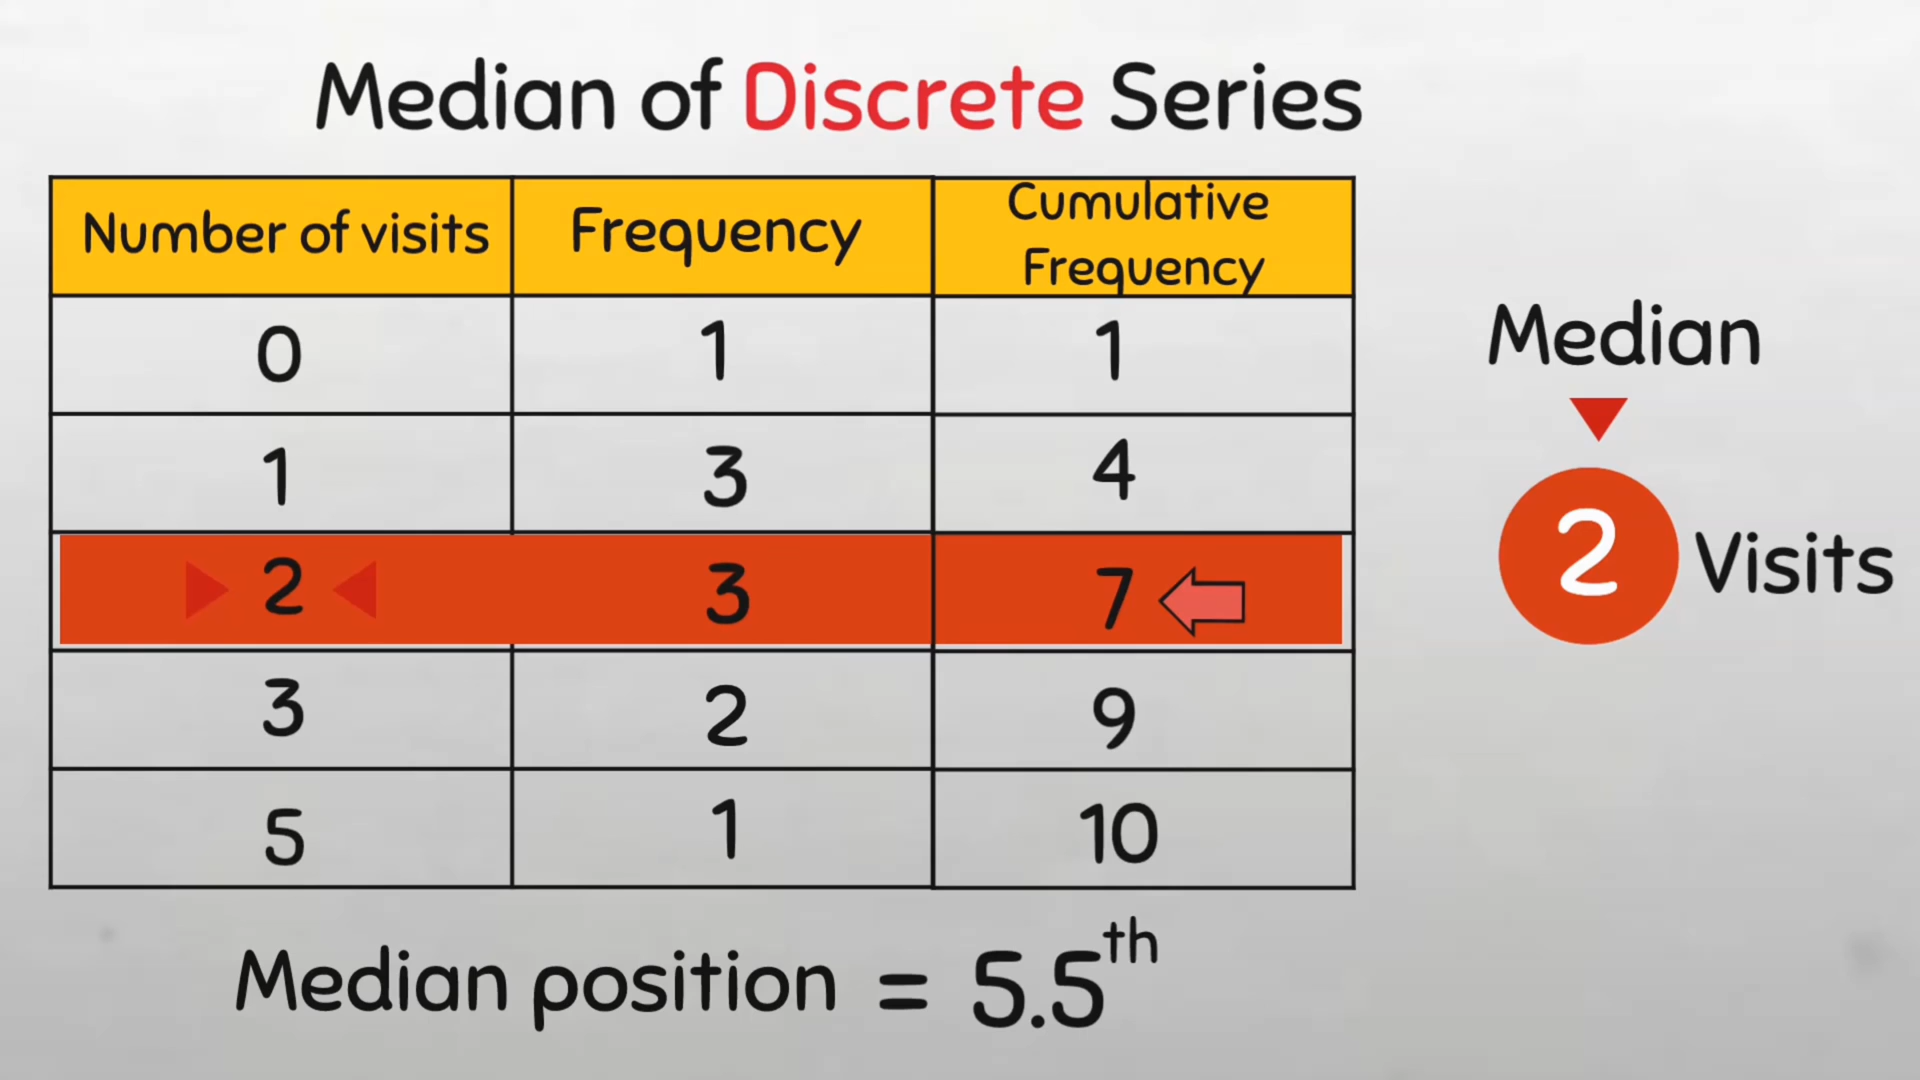 Median of Discrete Series
Number of visits Frequency Cumulative Frequency
0 1 1
1 3 4
2 3 7
3 2 9
5 1 10
Median
2 Visits
Median position = 5.5th